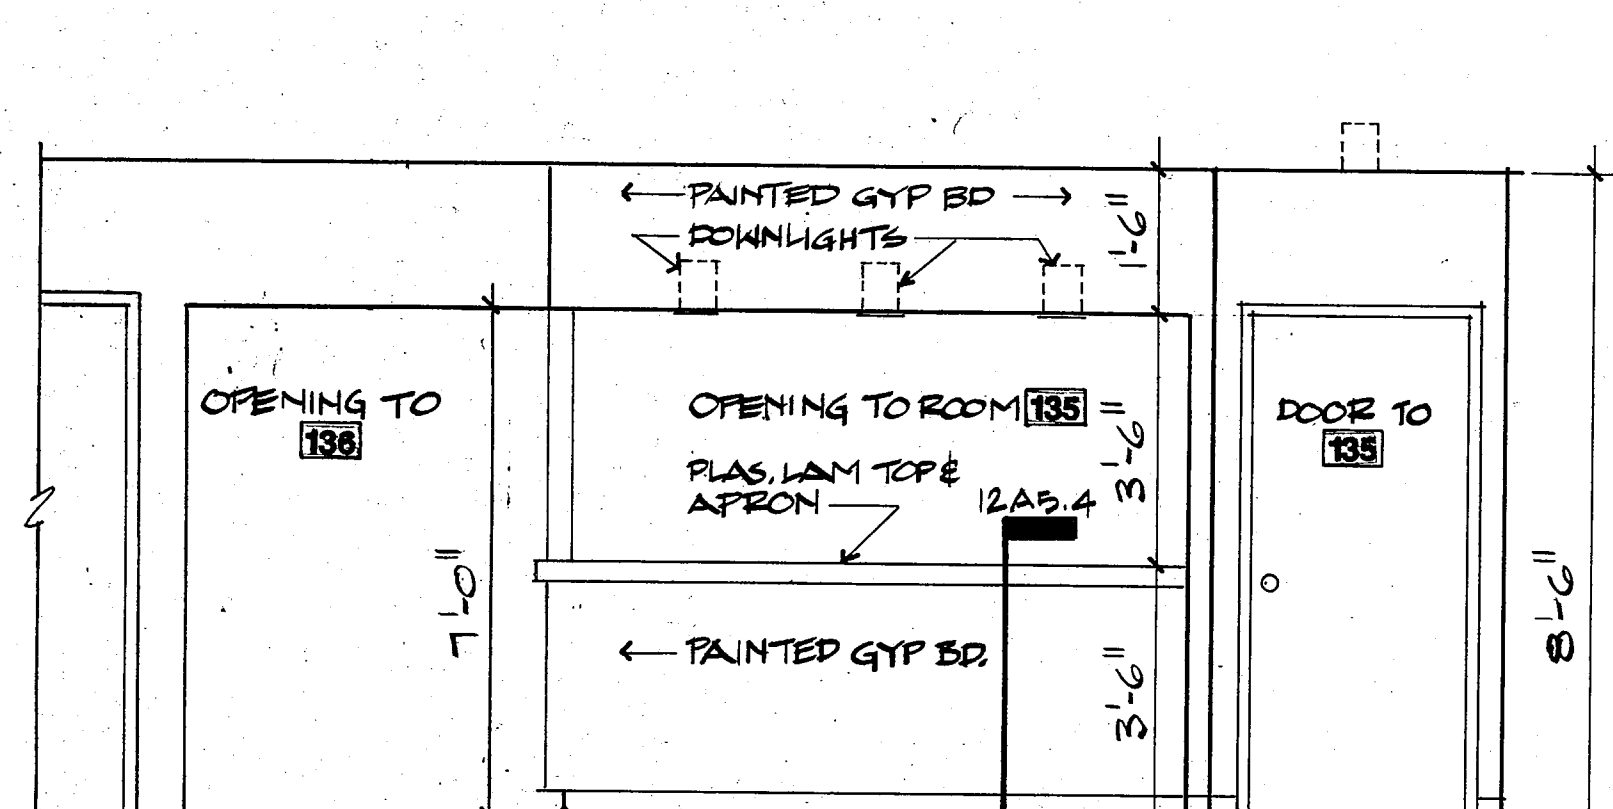 PAINTED GYP BD
1'-6"
DOWNLIGHTS
OPENING TO
136
OPENING TO ROOM 135
3'-6"
DOOR TO
135
PLAS. LAM TOP &
APRON
12A5.4
7'-0"
8'-6"
PAINTED GYP BD.
3'-6"